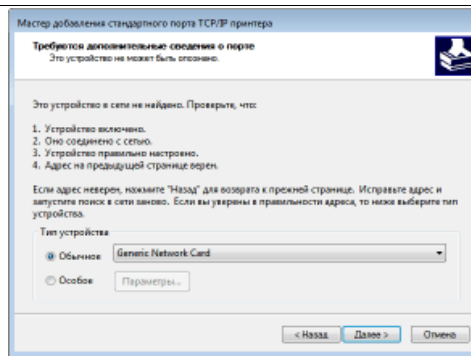 Мастер добавления стандартного порта TCP/IP принтера
Требуются дополнительные сведения о порте
Это устройство не может быть опознано.
Это устройство в сети не найдено. Проверьте, что:
1. Устройство включено.
2. Оно соединено с сетью.
3. Устройство правильно настроено.
4. Адрес на предыдущей странице верен.
Если адрес неверен, нажмите "Назад" для возврата к прежней странице. Исправьте адрес и
запустите поиск в сети заново. Если вы уверены в правильности адреса, то ниже выберите тип
устройства.
Тип устройства
Обычное Generic Network Card
Особое Параметры...
< Назад Далее > Отмена